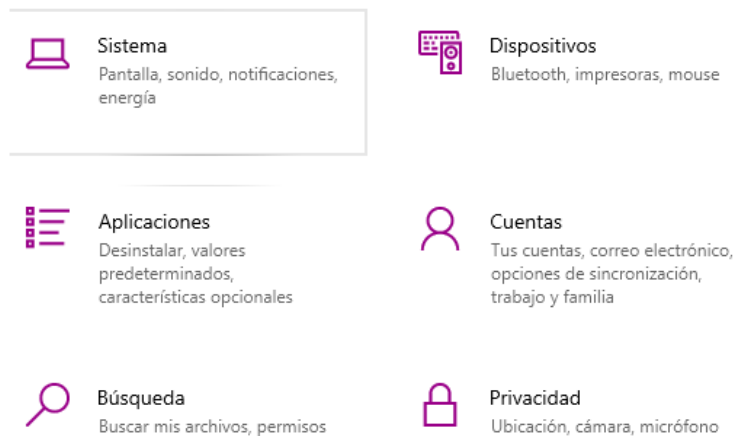 Sistema
Pantalla, sonido, notificaciones,
energía
Dispositivos
Bluetooth, impresoras, mouse
Aplicaciones
Desinstalar, valores
predeterminados,
características opcionales
Cuentas
Tus cuentas, correo electrónico,
opciones de sincronización,
trabajo y familia
Búsqueda
Buscar mis archivos, permisos
Privacidad
Ubicación, cámara, micrófono